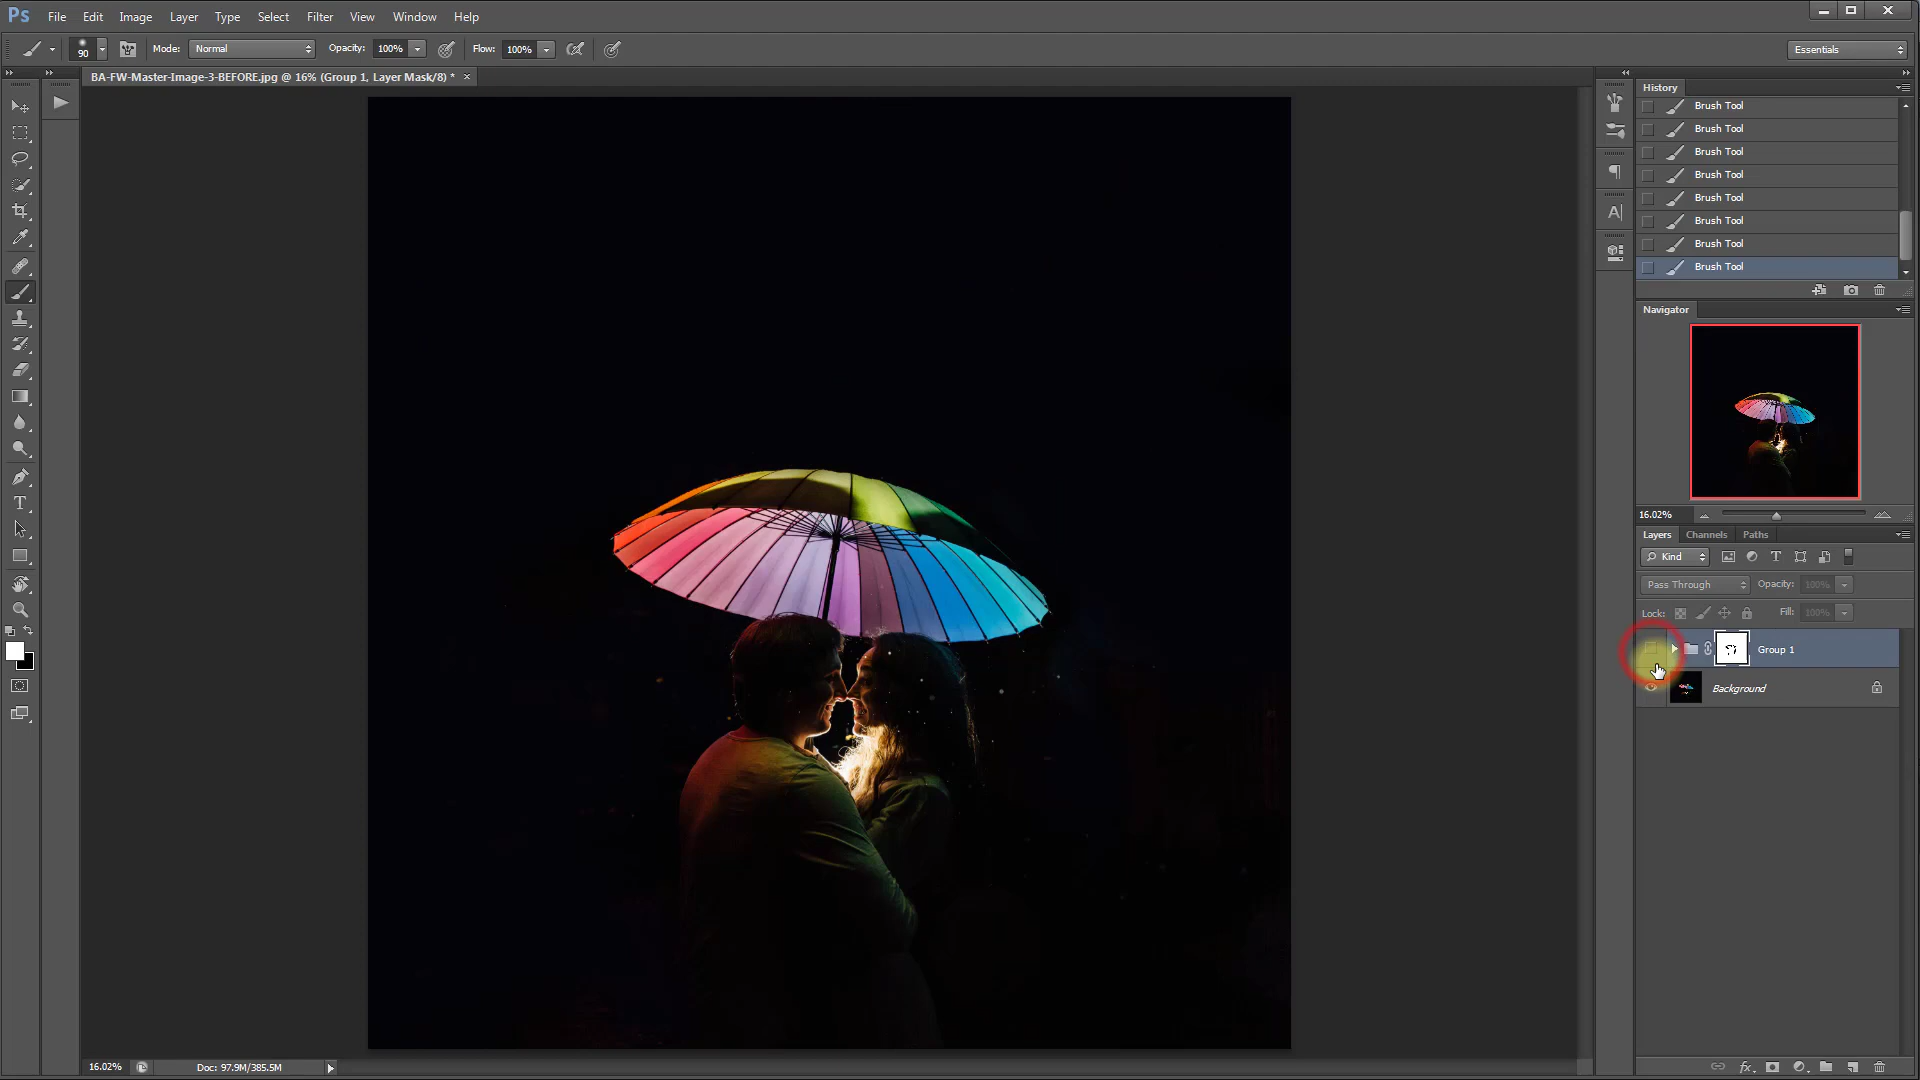 Ps File Edit Image Layer Type Select Filter View Window Help
90 Mode: Normal Opacity: 100% Flow: 100% Essentials
BA-FW-Master-Image-3-BEFORE.jpg @ 16% (Group 1, Layer Mask/8) *
History
Brush Tool
Brush Tool
Brush Tool
Brush Tool
Brush Tool
Brush Tool
Brush Tool
Brush Tool
Navigator
16.02%
Layers Channels Paths
Kind
Pass Through Opacity: 100%
Lock: Fill: 100%
Group 1
Background
16.02% Doc: 97.9M/385.5M